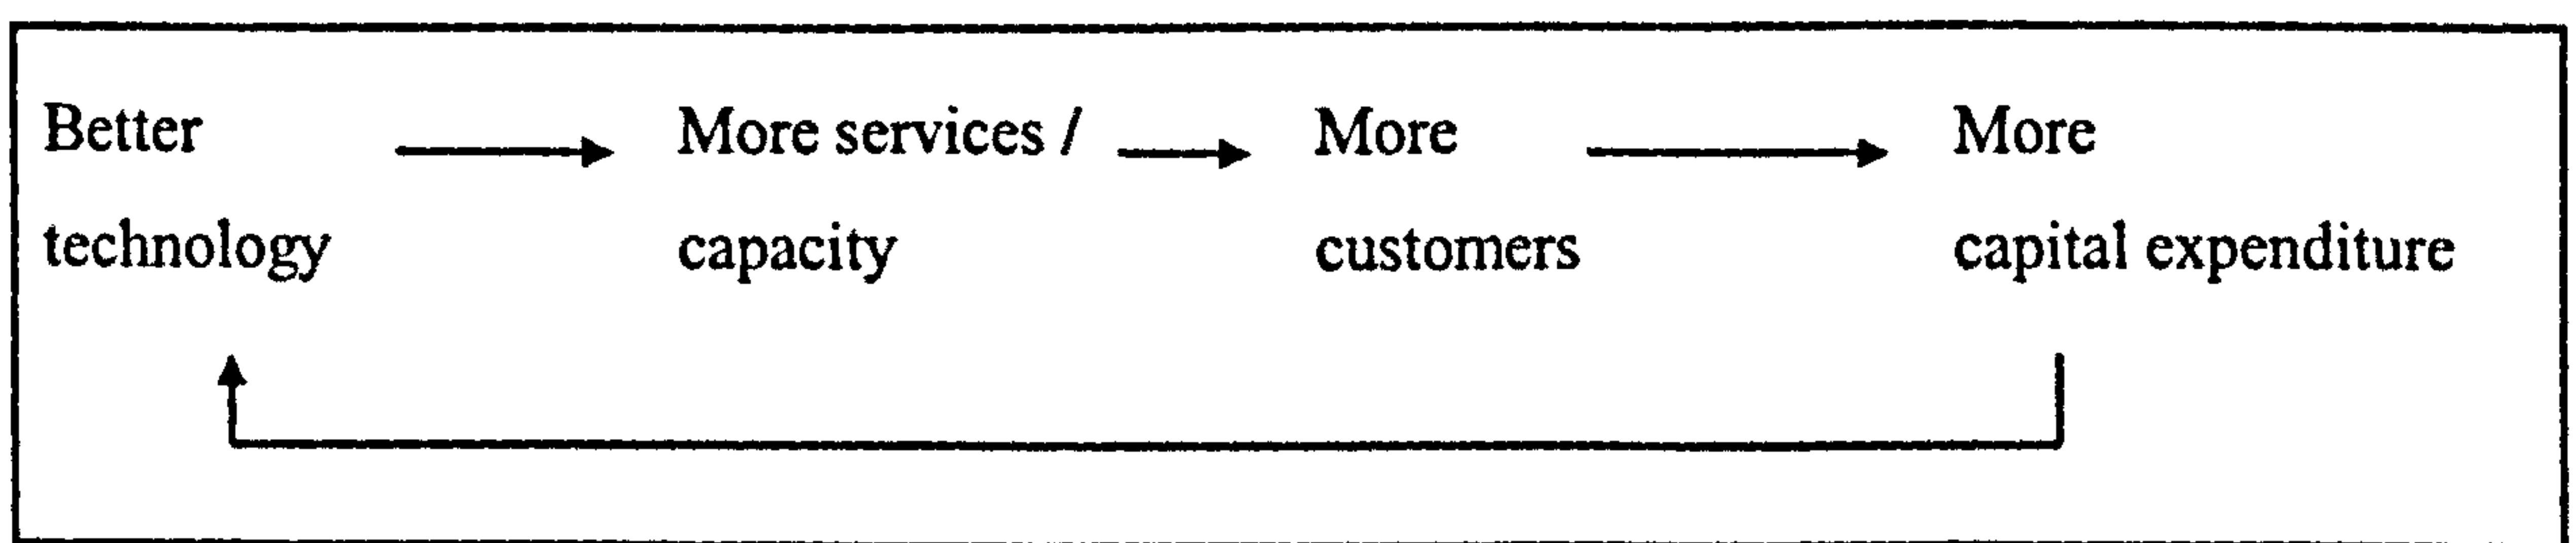 Better
technology
More services /
capacity
More
customers
More
capital expenditure